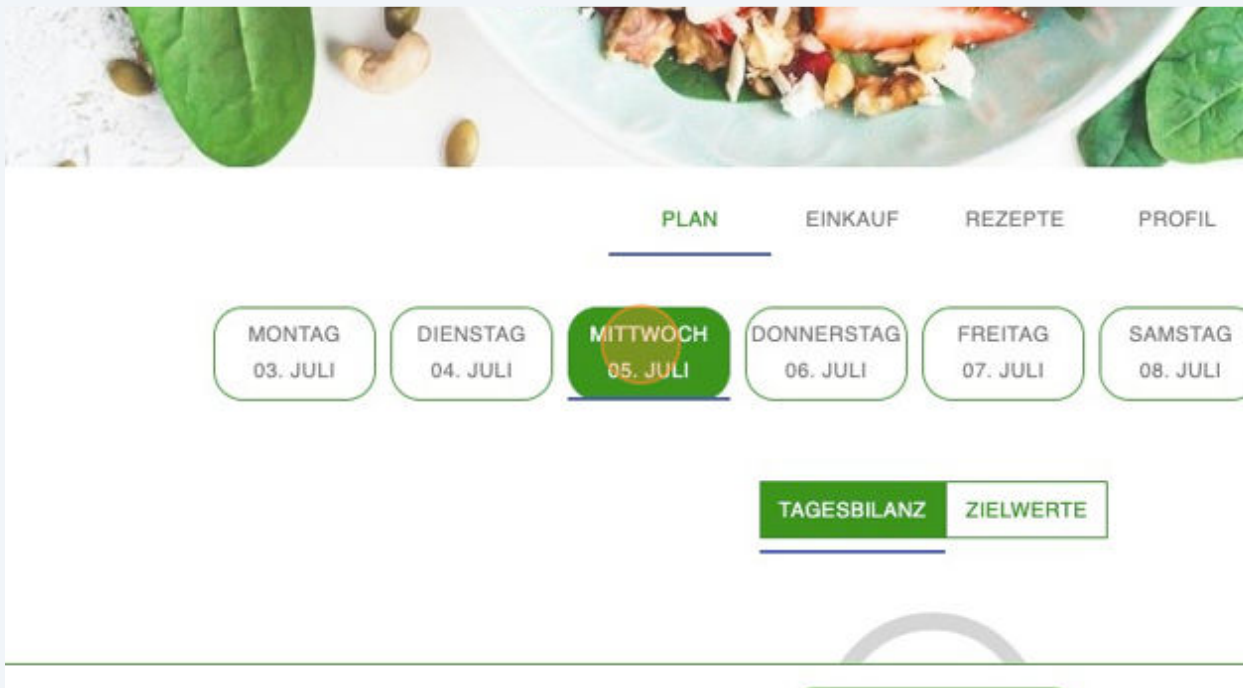 PLAN EINKAUF REZEPTE PROFIL
MONTAG DIENSTAG MITTWOCH DONNERSTAG FREITAG SAMSTAG
03. JULI 04. JULI 05. JULI 06. JULI 07. JULI 08. JULI
TAGESBILANZ ZIELWERTE